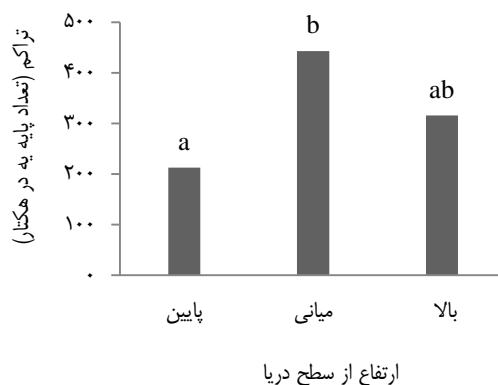 تراکم (تعداد پایه یه در هکتار)
۵۰۰
۴۰۰
۳۰۰
۲۰۰
۱۰۰
۰
a
b
ab
پایین
میانی
بالا
ارتفاع از سطح دریا